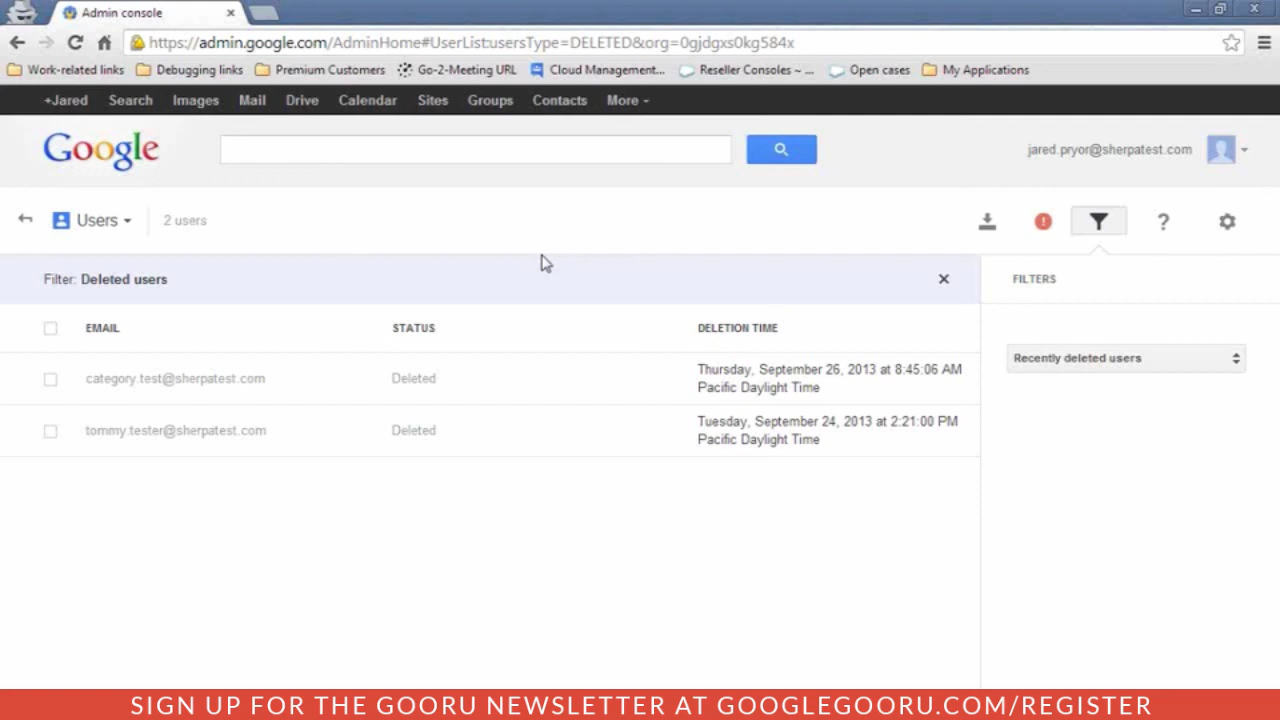 Admin console
https://admin.google.com/AdminHome#UserList:usersType=DELETED&org=0gjdgxs0kg584x
Work-related links Debugging links Premium Customers Go-2-Meeting URL Cloud Management... Reseller Consoles ~ ... Open cases My Applications
+Jared Search Images Mail Drive Calendar Sites Groups Contacts More
Google jared.pryor@sherpatest.com
Users 2 users ?
Filter: Deleted users FILTERS
EMAIL STATUS DELETION TIME
Recently deleted users
category.test@sherpatest.com Deleted Thursday, September 26, 2013 at 8:45:06 AM
Pacific Daylight Time
tommy.tester@sherpatest.com Deleted Tuesday, September 24, 2013 at 2:21:00 PM
Pacific Daylight Time
SIGN UP FOR THE GOORU NEWSLETTER AT GOOGLEGOORU.COM/REGISTER